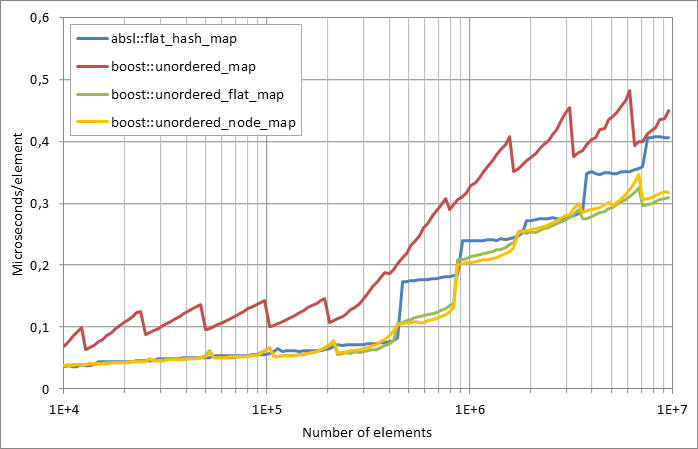 0,6
0,5
0,4
0,3
0,2
0,1
0
Microseconds/element
absl::flat_hash_map
boost::unordered_map
boost::unordered_flat_map
boost::unordered_node_map
1E+4 1E+5 1E+6 1E+7
Number of elements